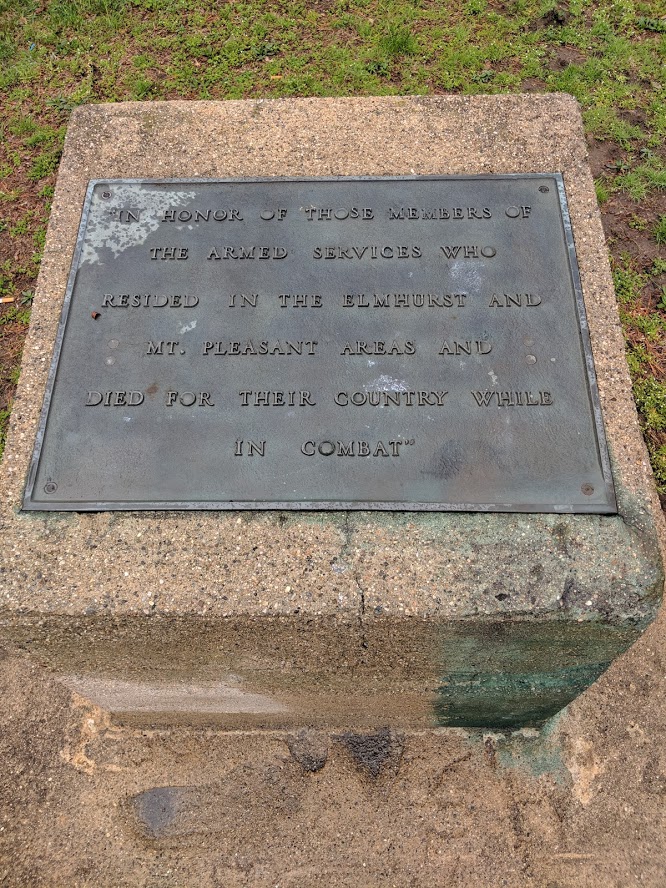 "IN HONOR OF THOSE MEMBERS OF
THE ARMED SERVICES WHO
RESIDED IN THE ELMHURST AND
MT. PLEASANT AREAS AND
DIED FOR THEIR COUNTRY WHILE
IN COMBAT"